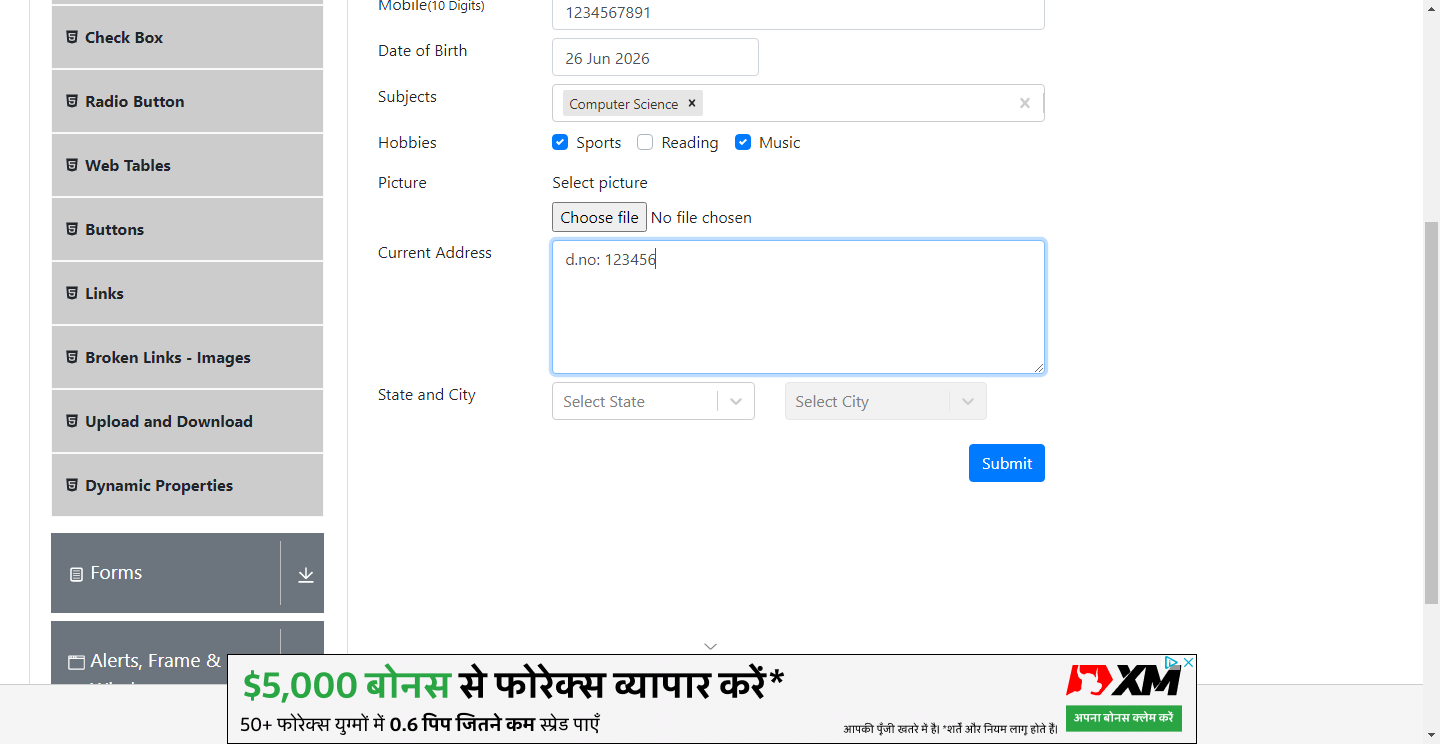 Mobile(10 Digits)
1234567891
Check Box
Date of Birth
26 Jun 2026
Radio Button
Subjects
Computer Science ×
Hobbies
Sports
Reading
Music
Web Tables
Picture
Select picture
Choose file No file chosen
Buttons
Current Address
d.no: 123456
Links
Broken Links - Images
State and City
Select State
Select City
Upload and Download
Submit
Dynamic Properties
Forms
Alerts, Frame &
$5,000 बोनस से फोरेक्स व्यापार करें*
50+ फोरेक्स युग्मों में 0.6 पिप जितने कम स्प्रेड पाएँ
आपकी पूँजी खतरे में है। *शर्तें और नियम लागू होते हैं।
XM
अपना बोनस क्लेम करें